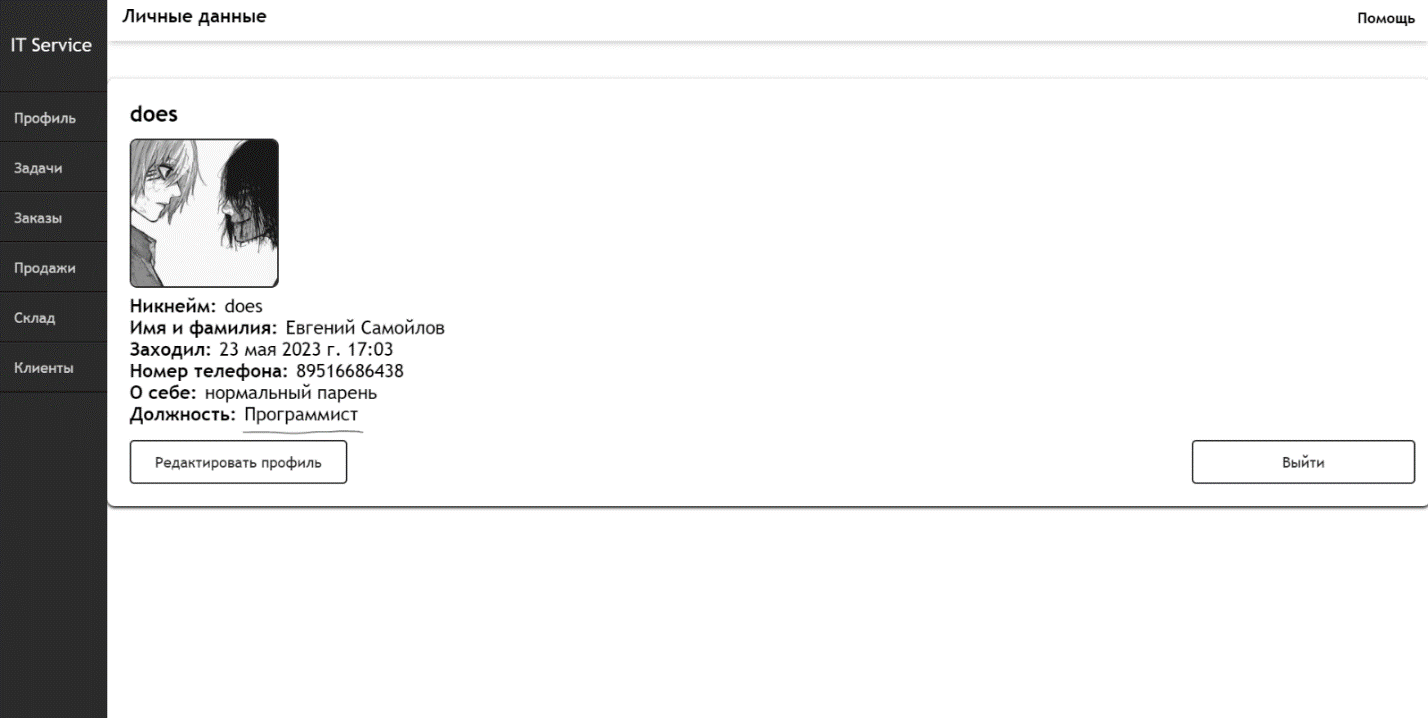 IT Service
Профиль
Задачи
Заказы
Продажи
Склад
Клиенты
Личные данные
Помощь
does
Никнейм: does
Имя и фамилия: Евгений Самойлов
Заходил: 23 мая 2023 г. 17:03
Номер телефона: 89516686438
О себе: нормальный парень
Должность: Программист
Редактировать профиль
Выйти